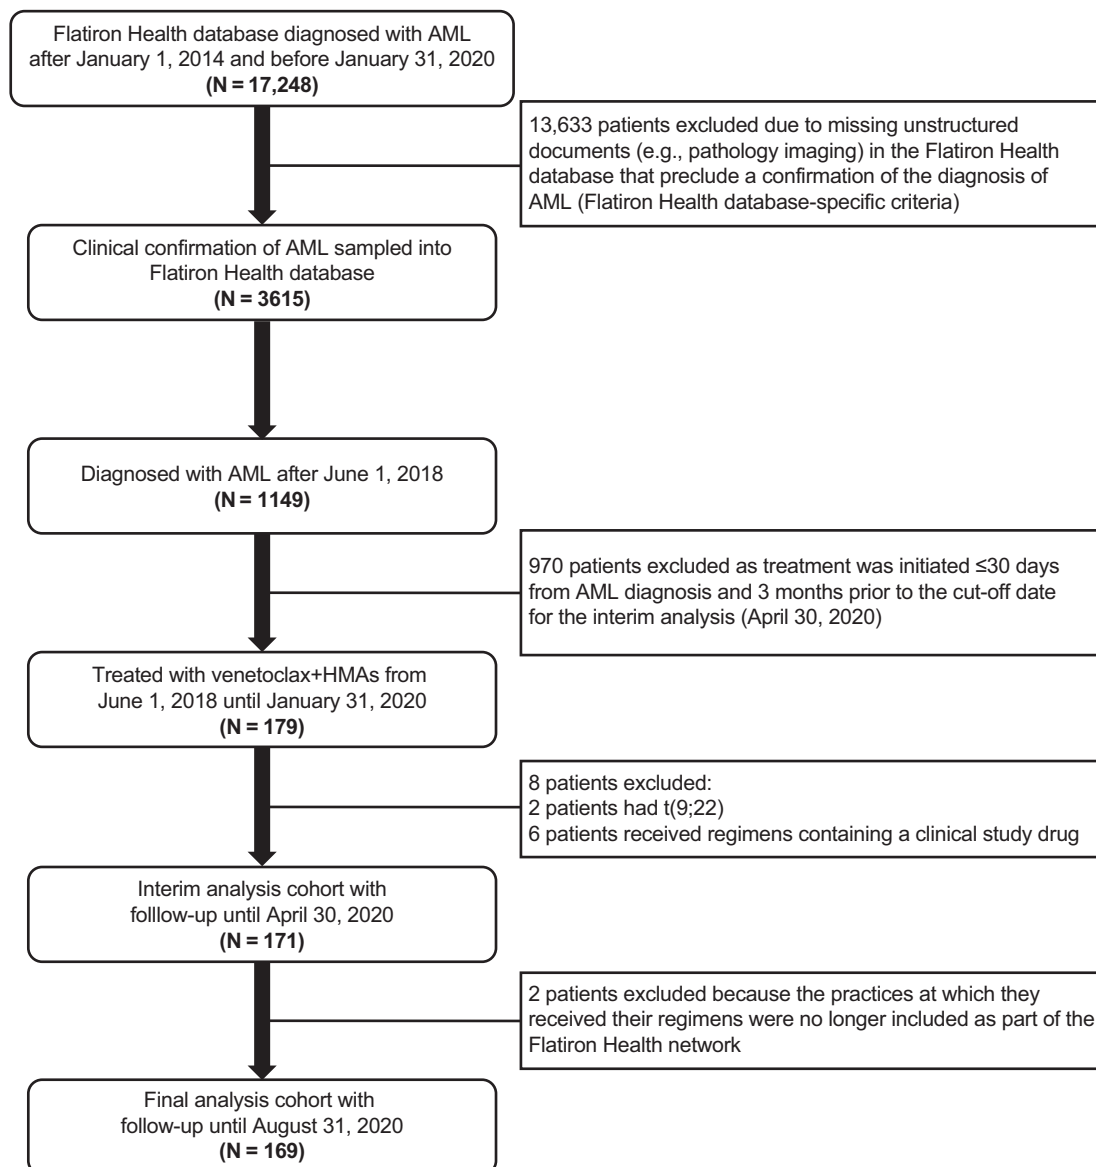 Flatiron Health database diagnosed with AML
after January 1, 2014 and before January 31, 2020
(N = 17,248)
13,633 patients excluded due to missing unstructured
documents (e.g., pathology imaging) in the Flatiron Health
database that preclude a confirmation of the diagnosis of
AML (Flatiron Health database-specific criteria)
Clinical confirmation of AML sampled into
Flatiron Health database
(N = 3615)
Diagnosed with AML after June 1, 2018
(N = 1149)
970 patients excluded as treatment was initiated ≤30 days
from AML diagnosis and 3 months prior to the cut-off date
for the interim analysis (April 30, 2020)
Treated with venetoclax+HMAs from
June 1, 2018 until January 31, 2020
(N = 179)
8 patients excluded:
2 patients had t(9;22)
6 patients received regimens containing a clinical study drug
Interim analysis cohort with
folllow-up until April 30, 2020
(N = 171)
2 patients excluded because the practices at which they
received their regimens were no longer included as part of the
Flatiron Health network
Final analysis cohort with
follow-up until August 31, 2020
(N = 169)